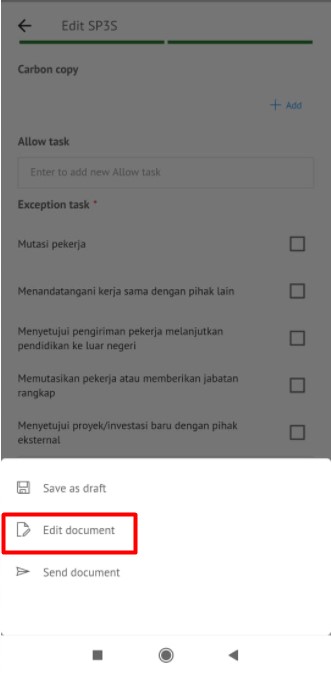 Edit SP3S
Carbon copy
+ Add
Allow task
Enter to add new Allow task
Exception task *
Mutasi pekerja
Menandatangani kerja sama dengan pihak lain
Menyetujui pengiriman pekerja melanjutkan
pendidikan ke luar negeri
Memutasikan pekerja atau memberikan jabatan
rangkap
Menyetujui proyek/investasi baru dengan pihak
eksternal
Save as draft
Edit document
Send document